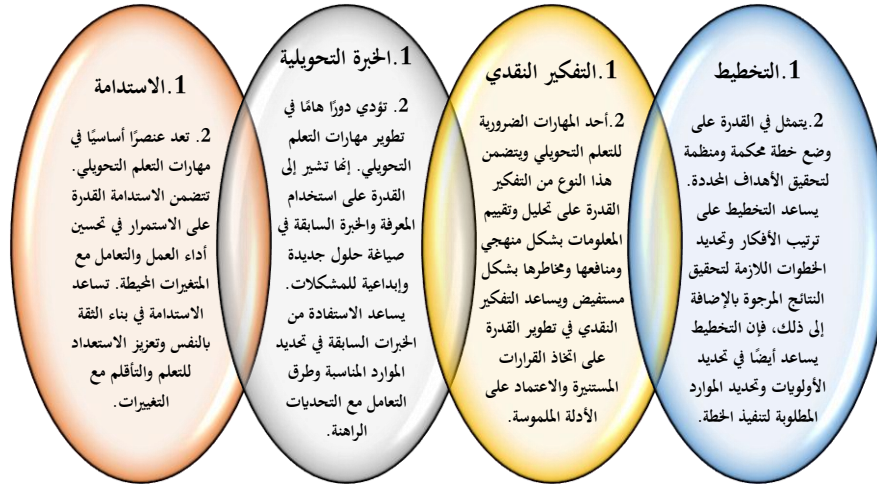 1.التخطيط
2.يتمثل في القدرة على
وضع خطة محكمة ومنظمة
لتحقيق الأهداف المحددة.
يساعد التخطيط على
ترتيب الأفكار وتحديد
الخطوات اللازمة لتحقيق
النتائج المرجوة بالإضافة
إلى ذلك، فإن التخطيط
يساعد أيضًا في تحديد
الأولويات وتحديد الموارد
المطلوبة لتنفيذ الخطة.
1.التفكير النقدي
2.أحد المهارات الضرورية
للتعلم التحويلي ويتضمن
هذا النوع من التفكير
القدرة على تحليل وتقييم
المعلومات بشكل منهجي
ومنافعها ومخاطرها بشكل
مستفيض ويساعد التفكير
النقدي في تطوير القدرة
على اتخاذ القرارات
المستنيرة والاعتماد على
الأدلة الملموسة.
1.الخبرة التحويلية
2. تؤدي دورًا هامًا في
تطوير مهارات التعلم
التحويلي. إنها تشير إلى
القدرة على استخدام
المعرفة والخبرة السابقة في
صياغة حلول جديدة
وإبداعية للمشكلات.
يساعد الاستفادة من
الخبرات السابقة في تحديد
الموارد المناسبة وطرق
التعامل مع التحديات
الراهنة.
1.الاستدامة
2. تعد عنصرًا أساسيًا في
مهارات التعلم التحويلي.
تتضمن الاستدامة القدرة
على الاستمرار في تحسين
أداء العمل والتعامل مع
المتغيرات المحيطة. تساعد
الاستدامة في بناء الثقة
بالنفس وتعزيز الاستعداد
للتعلم والتأقلم مع
التغييرات.